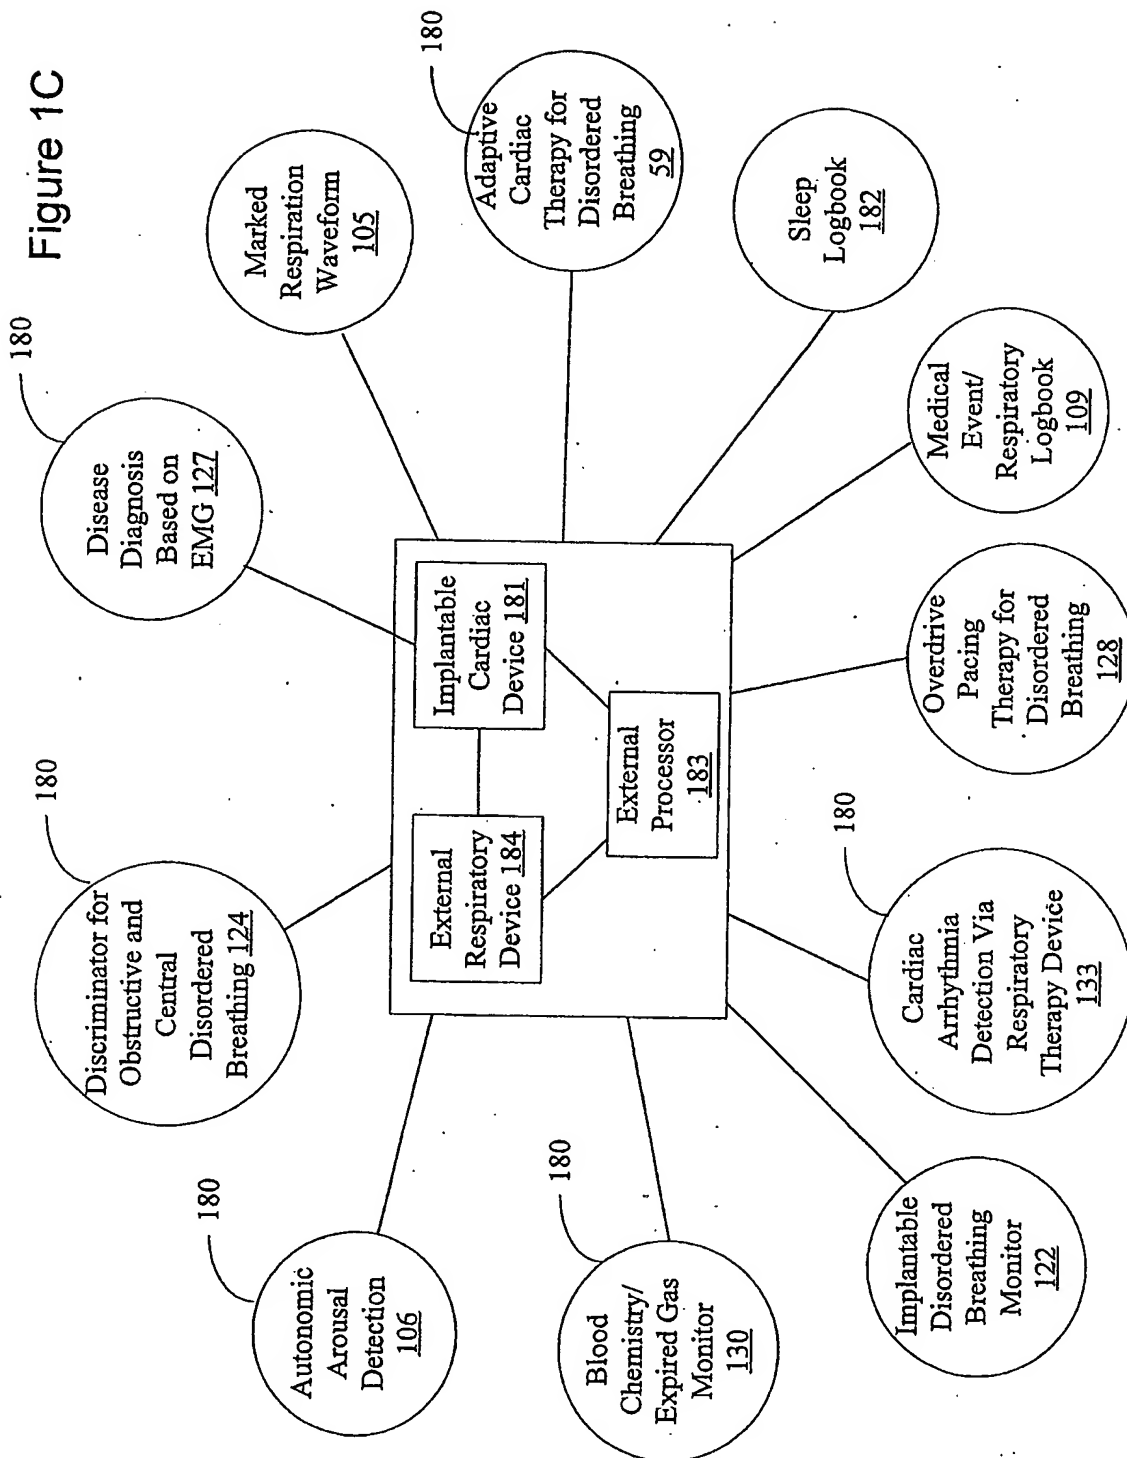 Figure 1C
180
Discriminator for
Obstructive and
Central
Disordered
Breathing 124
180
Disease
Diagnosis
Based on
EMG 127
Marked
Respiration
Waveform
105
180
Adaptive
Cardiac
Therapy for
Disordered
Breathing
59
Sleep
Logbook
182
Medical
Event/
Respiratory
Logbook
109
Overdrive
Pacing
Therapy for
Disordered
Breathing
128
180
Cardiac
Arrhythmia
Detection Via
Respiratory
Therapy Device
133
Implantable
Disordered
Breathing
Monitor
122
180
Blood
Chemistry/
Expired Gas
Monitor
130
180
Autonomic
Arousal
Detection
106
External
Respiratory
Device 184
Implantable
Cardiac
Device 181
External
Processor
183